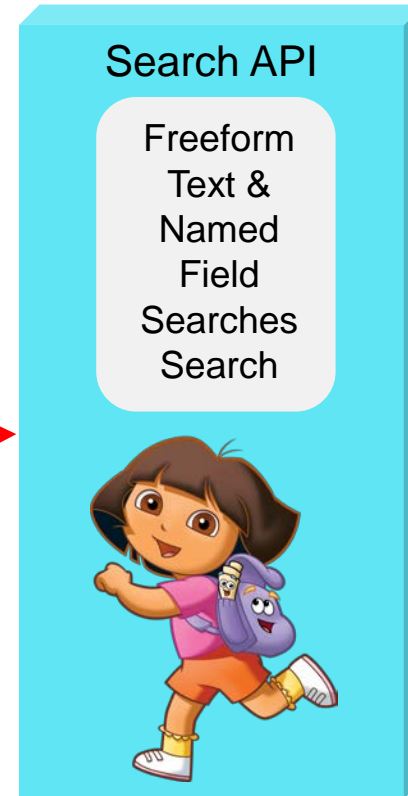 Search API
Freeform
Text &
Named
Field
Searches
Search